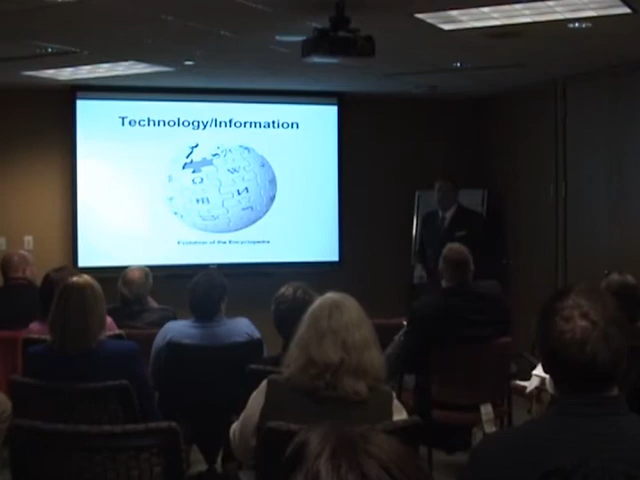 Technology/Information
W
Ω
И
Evolution of the Encyclopedia